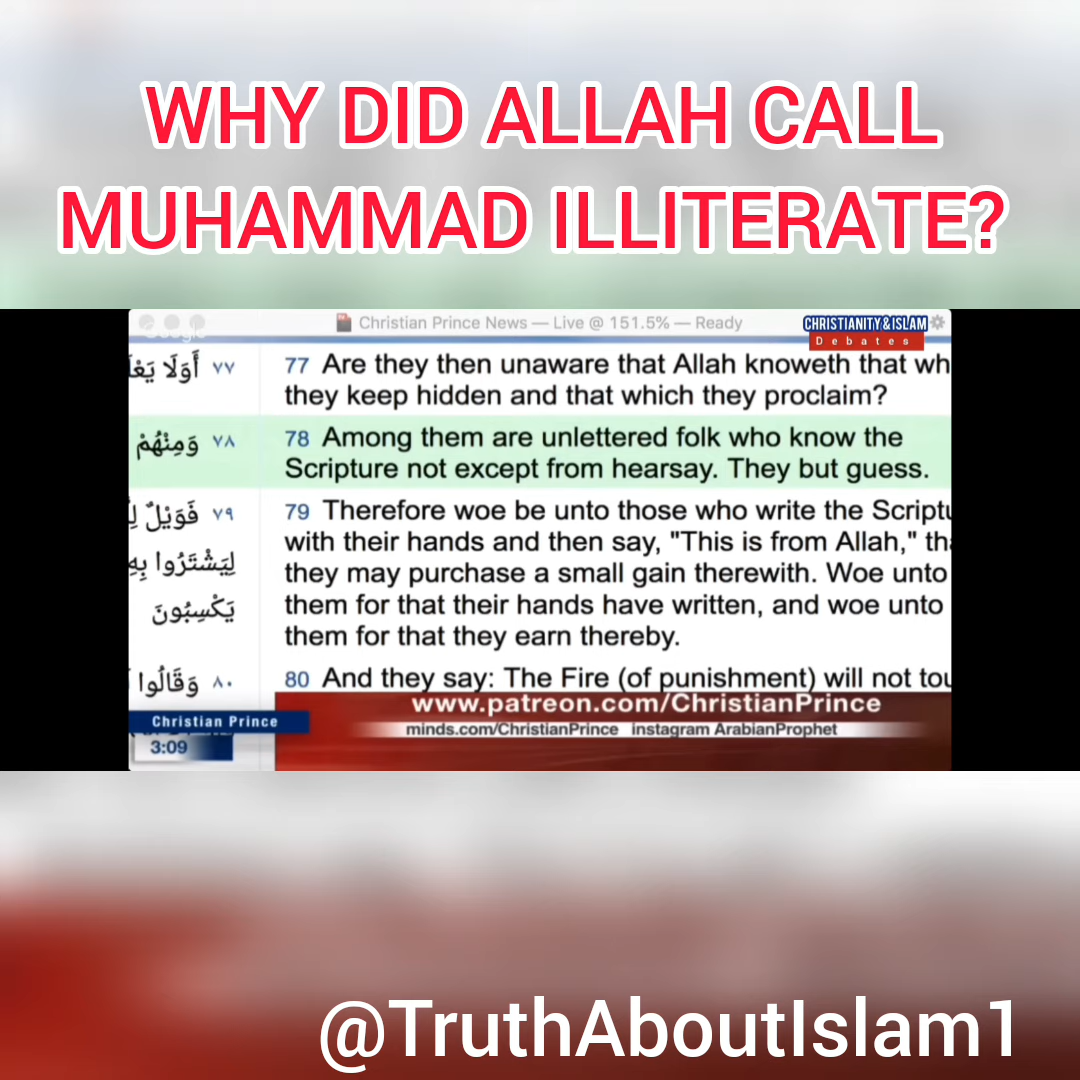 WHY DID ALLAH CALL
MUHAMMAD ILLITERATE?
Christian Prince News — Live @ 151.5% — Ready
CHRISTIANITY & ISLAM
Debates
Google
٧٧ أَوَلَا
77 Are they then unaware that Allah knoweth that wh
they keep hidden and that which they proclaim?
٧٨ وَمِنْهُمْ
78 Among them are unlettered folk who know the
Scripture not except from hearsay. They but guess.
٧٩ فَوَيْلٌ
لِيَشْتَرُوا بِهِ
يَكْسِبُونَ
79 Therefore woe be unto those who write the Scriptu
with their hands and then say, "This is from Allah," tha
they may purchase a small gain therewith. Woe unto
them for that their hands have written, and woe unto
them for that they earn thereby.
٨٠ وَقَالُوا
80 And they say: The Fire (of punishment) will not tou
www.patreon.com/ChristianPrince
Christian Prince
minds.com/ChristianPrince instagram ArabianProphet
3:09
@TruthAboutIslam1